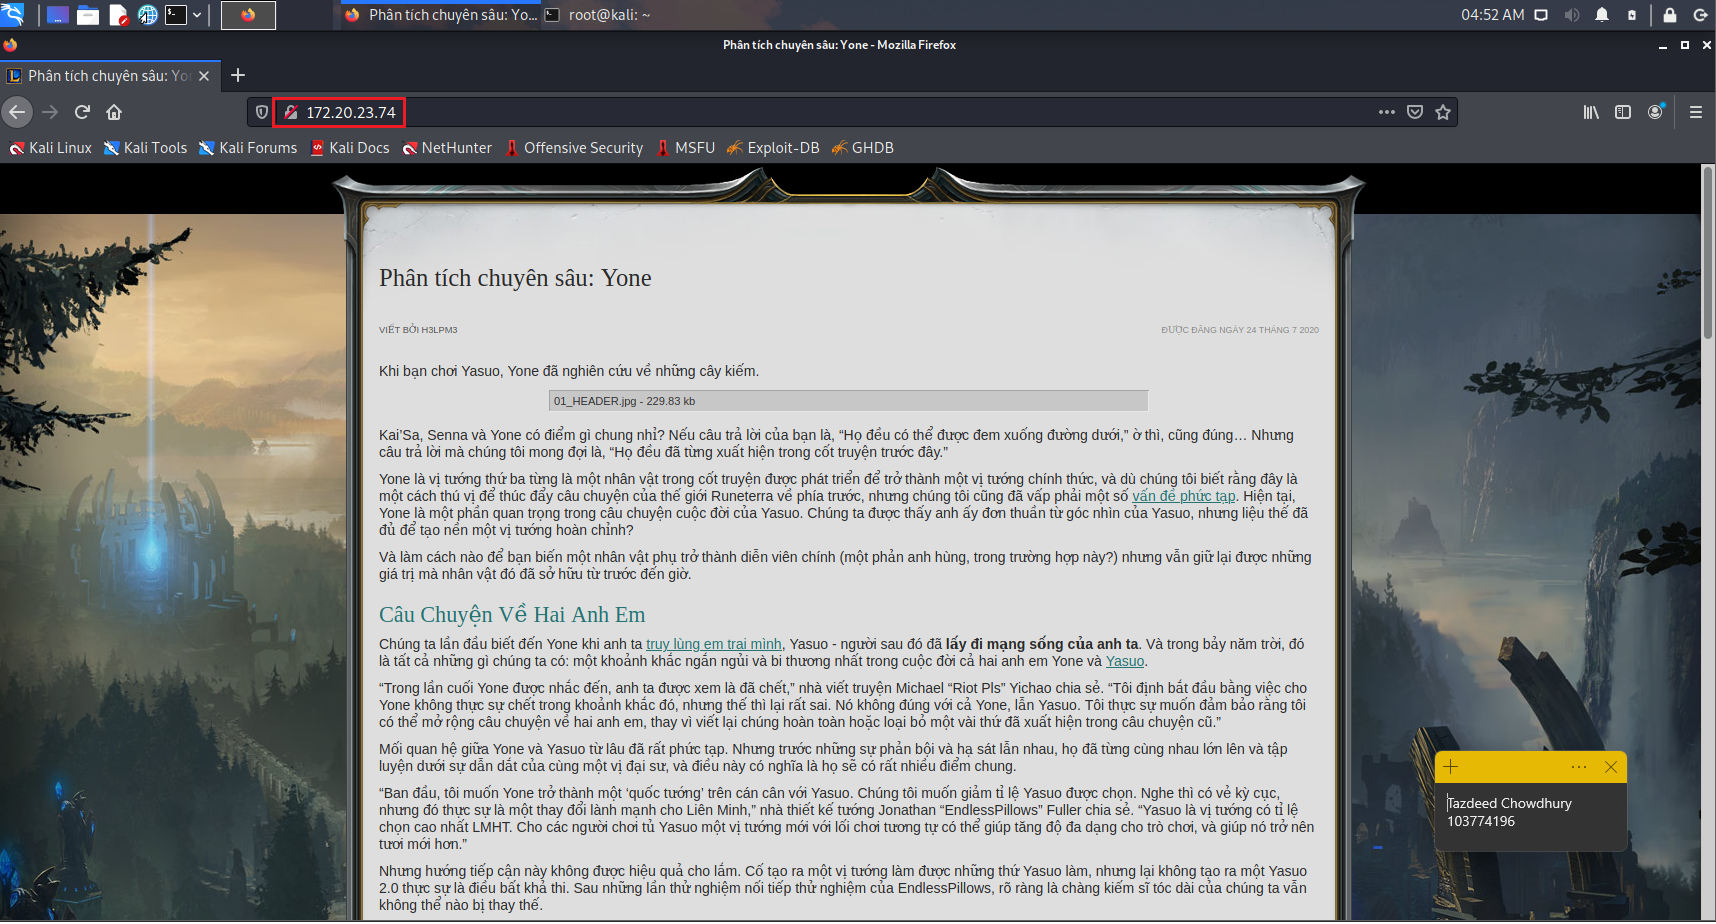 Phân tích chuyên sâu: Yo...
root@kali: ~
04:52 AM
Phân tích chuyên sâu: Yone - Mozilla Firefox
Phân tích chuyên sâu: Yo
172.20.23.74
Kali Linux
Kali Tools
Kali Forums
Kali Docs
NetHunter
Offensive Security
MSFU
Exploit-DB
GHDB
Phân tích chuyên sâu: Yone
VIẾT BỞI H3LPM3
ĐƯỢC ĐĂNG NGÀY 24 THÁNG 7 2020
Khi bạn chơi Yasuo, Yone đã nghiên cứu về những cây kiếm.
01_HEADER.jpg - 229.83 kb
Kai’Sa, Senna và Yone có điểm gì chung nhỉ? Nếu câu trả lời của bạn là, “Họ đều có thể được đem xuống đường dưới,” ờ thì, cũng đúng… Nhưng
câu trả lời mà chúng tôi mong đợi là, “Họ đều đã từng xuất hiện trong cốt truyện trước đây.”
Yone là vị tướng thứ ba từng là một nhân vật trong cốt truyện được phát triển để trở thành một vị tướng chính thức, và dù chúng tôi biết rằng đây là
một cách thú vị để thúc đẩy câu chuyện của thế giới Runeterra về phía trước, nhưng chúng tôi cũng đã vấp phải một số vấn đề phức tạp. Hiện tại,
Yone là một phần quan trọng trong câu chuyện cuộc đời của Yasuo. Chúng ta được thấy anh ấy đơn thuần từ góc nhìn của Yasuo, nhưng liệu thế đã
đủ để tạo nên một vị tướng hoàn chỉnh?
Và làm cách nào để bạn biến một nhân vật phụ trở thành diễn viên chính (một phản anh hùng, trong trường hợp này?) nhưng vẫn giữ lại được những
giá trị mà nhân vật đó đã sở hữu từ trước đến giờ.
Câu Chuyện Về Hai Anh Em
Chúng ta lần đầu biết đến Yone khi anh ta truy lùng em trai mình, Yasuo - người sau đó đã lấy đi mạng sống của anh ta. Và trong bảy năm trời, đó
là tất cả những gì chúng ta có: một khoảnh khắc ngắn ngủi và bi thương nhất trong cuộc đời cả hai anh em Yone và Yasuo.
“Trong lần cuối Yone được nhắc đến, anh ta được xem là đã chết,” nhà viết truyện Michael “Riot Pls” Yichao chia sẻ. “Tôi định bắt đầu bằng việc cho
Yone không thực sự chết trong khoảnh khắc đó, nhưng thế thì lại rất sai. Nó không đúng với cả Yone, lẫn Yasuo. Tôi thực sự muốn đảm bảo rằng tôi
có thể mở rộng câu chuyện về hai anh em, thay vì viết lại chúng hoàn toàn hoặc loại bỏ một vài thứ đã xuất hiện trong câu chuyện cũ.”
Mối quan hệ giữa Yone và Yasuo từ lâu đã rất phức tạp. Nhưng trước những sự phản bội và hạ sát lẫn nhau, họ đã từng cùng nhau lớn lên và tập
luyện dưới sự dẫn dắt của cùng một vị đại sư, và điều này có nghĩa là họ sẽ có rất nhiều điểm chung.
“Ban đầu, tôi muốn Yone trở thành một ‘quốc tướng’ trên cán cân với Yasuo. Chúng tôi muốn giảm tỉ lệ Yasuo được chọn. Nghe thì có vẻ kỳ cục,
nhưng đó thực sự là một thay đổi lành mạnh cho Liên Minh,” nhà thiết kế tướng Jonathan “EndlessPillows” Fuller chia sẻ. “Yasuo là vị tướng có tỉ lệ
chọn cao nhất LMHT. Cho các người chơi tủ Yasuo một vị tướng mới với lối chơi tương tự có thể giúp tăng độ đa dạng cho trò chơi, và giúp nó trở nên
tươi mới hơn.”
Nhưng hướng tiếp cận này không được hiệu quả cho lắm. Cố tạo ra một vị tướng làm được những thứ Yasuo làm, nhưng lại không tạo ra một Yasuo
2.0 thực sự là điều bất khả thi. Sau những lần thử nghiệm nối tiếp thử nghiệm của EndlessPillows, rõ ràng là chàng kiếm sĩ tóc dài của chúng ta vẫn
không thể nào bị thay thế.
Tazdeed Chowdhury
103774196